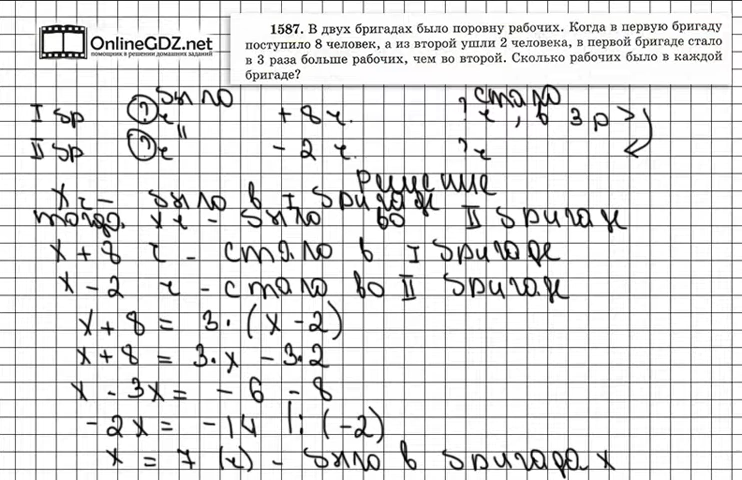 OnlineGDZ.net
помощник в решении домашних заданий
1587. В двух бригадах было поровну рабочих. Когда в первую бригаду
поступило 8 человек, а из второй ушли 2 человека, в первой бригаде стало
в 3 раза больше рабочих, чем во второй. Сколько рабочих было в каждой
бригаде?
было стало
I бр ? ч + 8 ч. ? ч, в 3 р >
II бр ? ч - 2 ч. ? ч
Решение
х ч - было в I бригаде
тогда х ч - было во II бригаде
х + 8 ч - стало в I бригаде
х - 2 ч - стало во II бригаде
х + 8 = 3 · (х - 2)
х + 8 = 3 · х - 3 · 2
х - 3х = - 6 - 8
- 2х = - 14 |: (-2)
х = 7 (ч) - было в бригадах